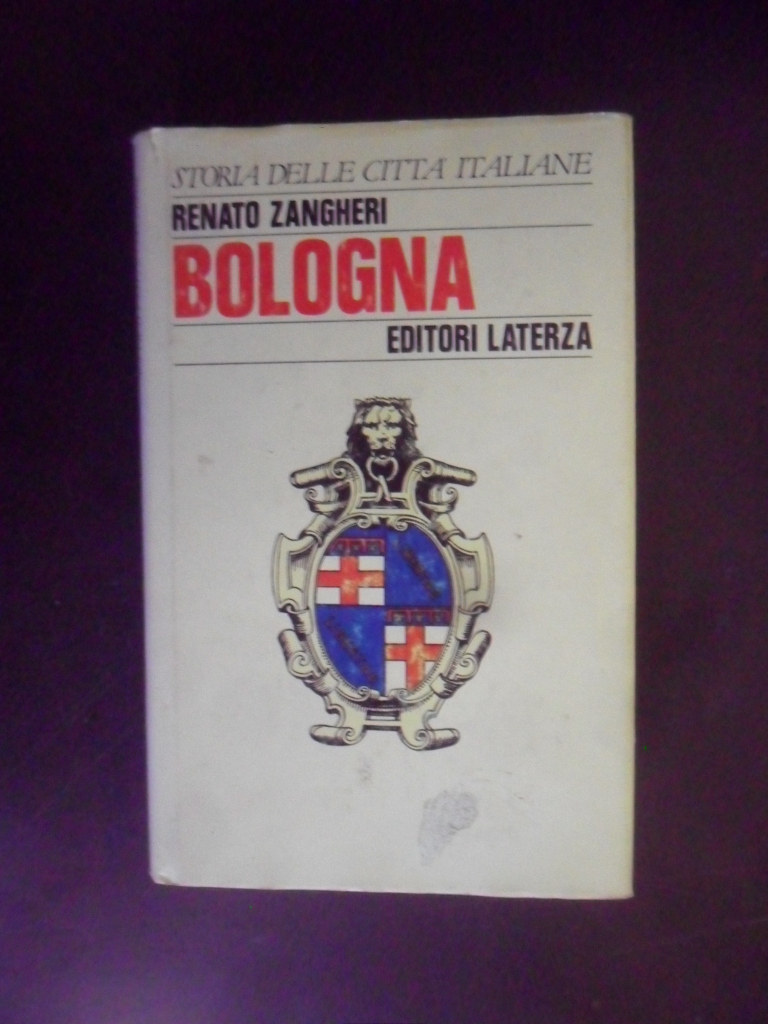 STORIA DELLE CITTÀ ITALIANE
RENATO ZANGHERI
BOLOGNA
EDITORI LATERZA